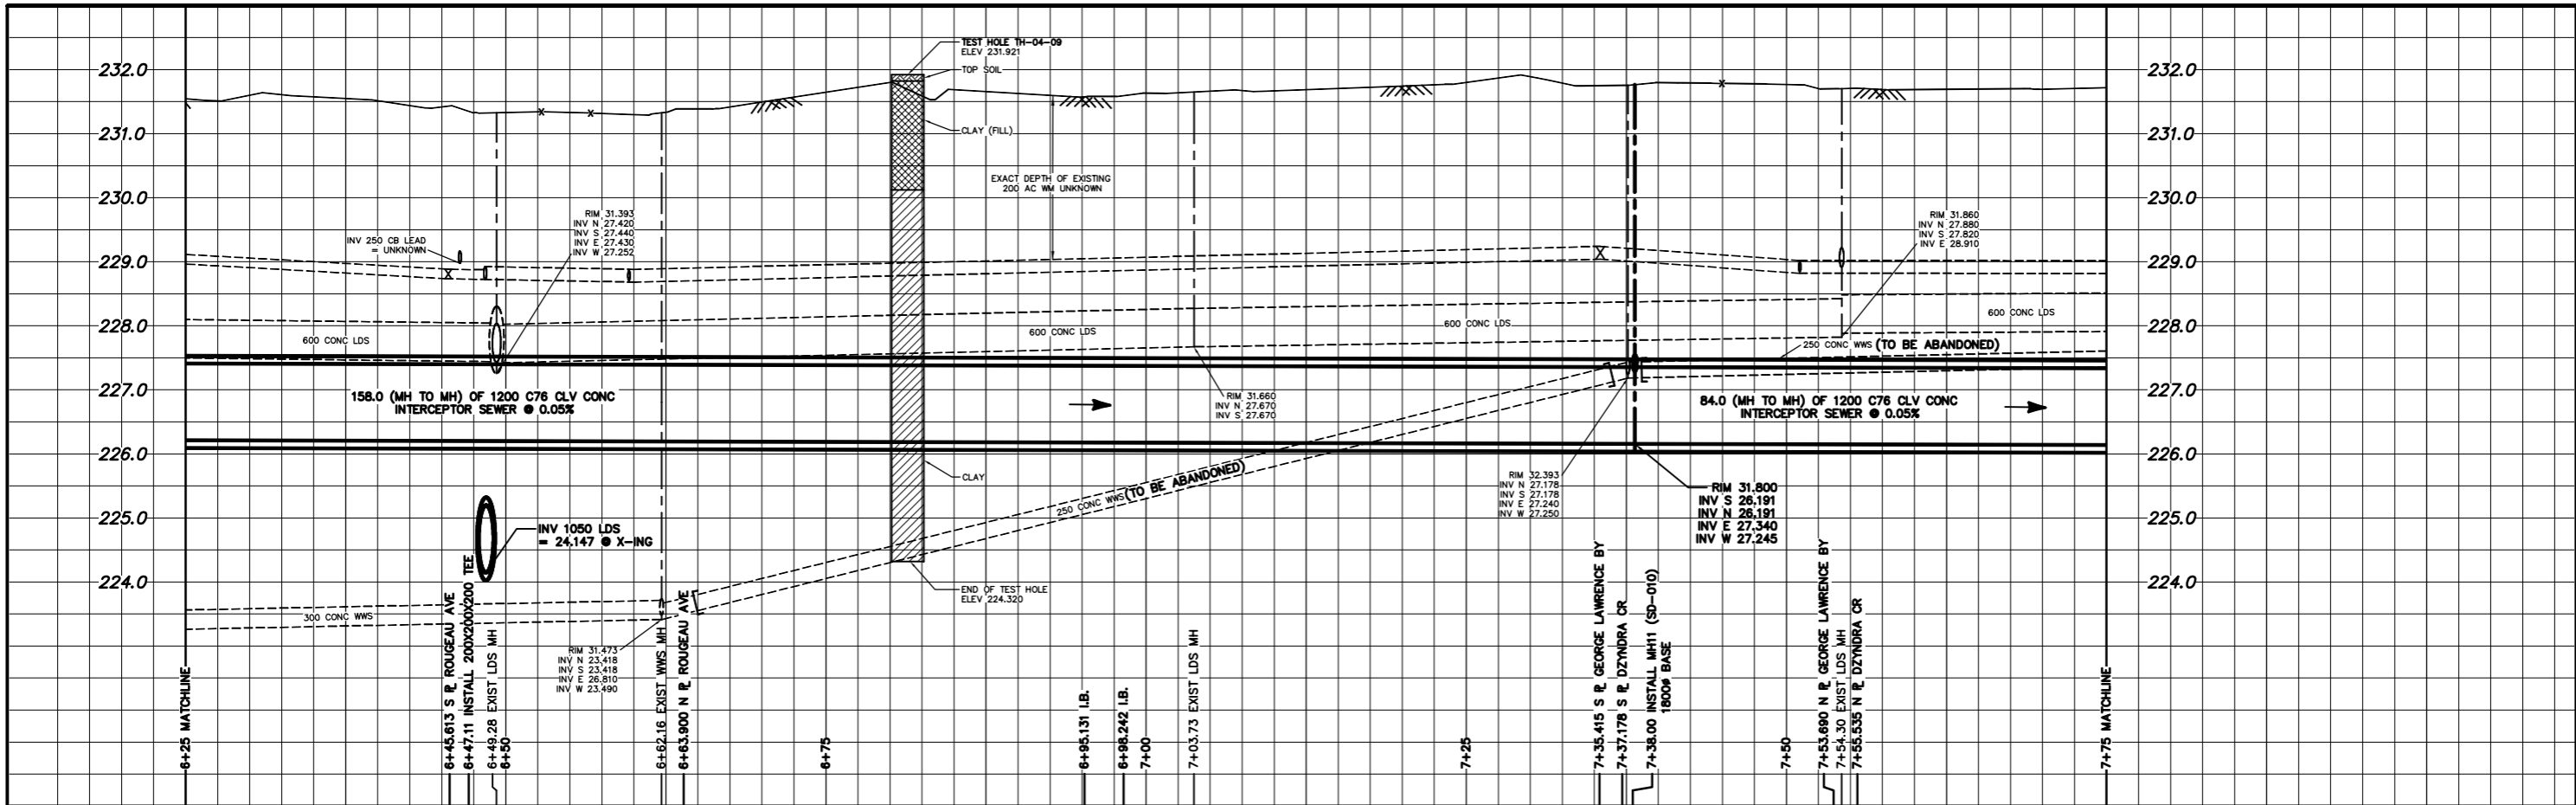 TEST HOLE TH-04-09
ELEV 231.921
TOP SOIL
232.0
232.0
231.0
CLAY (FILL)
231.0
EXACT DEPTH OF EXISTING
200 AC WM UNKNOWN
230.0
230.0
RIM 31.393
INV N 27.420
INV S 27.440
INV E 27.430
INV W 27.252
RIM 31.860
INV N 27.880
INV S 27.820
INV E 28.910
INV 250 CB LEAD
= UNKNOWN
229.0
229.0
228.0
228.0
600 CONC LDS
600 CONC LDS
600 CONC LDS
600 CONC LDS
250 CONC WWS (TO BE ABANDONED)
227.0
227.0
158.0 (MH TO MH) OF 1200 C76 CLV CONC
INTERCEPTOR SEWER @ 0.05%
RIM 31.660
INV N 27.670
INV S 27.670
84.0 (MH TO MH) OF 1200 C76 CLV CONC
INTERCEPTOR SEWER @ 0.05%
226.0
226.0
CLAY
250 CONC WWS (TO BE ABANDONED)
RIM 32.393
INV N 27.178
INV S 27.178
INV E 27.240
INV W 27.250
RIM 31.800
INV S 26.191
INV N 26.191
INV E 27.340
INV W 27.245
225.0
225.0
INV 1050 LDS
= 24.147 @ X-ING
224.0
224.0
END OF TEST HOLE
ELEV 224.320
300 CONC WWS
RIM 31.473
INV N 23.418
INV S 23.418
INV E 26.810
INV W 23.490
6+25 MATCHLINE
6+45.613 S PL ROUGEAU AVE
6+47.11 INSTALL 200X200X200 TEE
6+49.28 EXIST LDS MH
6+50
6+62.16 EXIST WWS MH
6+63.900 N PL ROUGEAU AVE
6+75
6+95.131 I.B.
6+98.242 I.B.
7+00
7+03.73 EXIST LDS MH
7+25
7+35.415 S PL GEORGE LAWRENCE BY
7+37.178 S PL DZYNDRA CR
7+38.00 INSTALL MH11 (SD-010)
1800ø BASE
7+50
7+53.690 N PL GEORGE LAWRENCE BY
7+54.30 EXIST LDS MH
7+55.535 N PL DZYNDRA CR
7+75 MATCHLINE